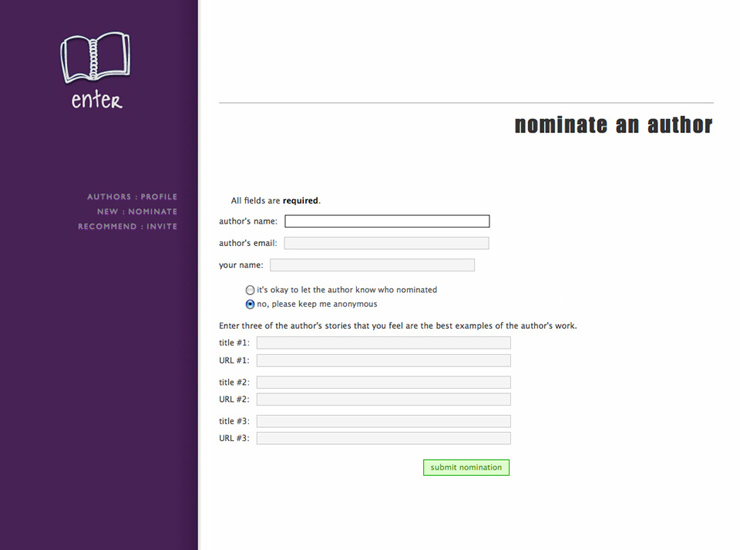 enter
AUTHORS : PROFILE
NEW : NOMINATE
RECOMMEND : INVITE
nominate an author
All fields are required.
author's name:
author's email:
your name:
it's okay to let the author know who nominated
no, please keep me anonymous
Enter three of the author's stories that you feel are the best examples of the author's work.
title #1:
URL #1:
title #2:
URL #2:
title #3:
URL #3:
submit nomination